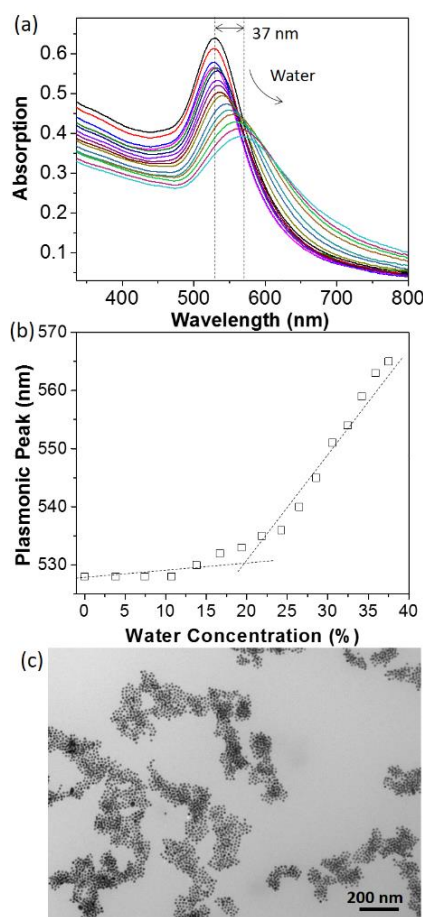 (a)
37 nm
Water
0.6
0.5
0.4
0.3
0.2
0.1
Absorption
400 500 600 700 800
Wavelength (nm)
(b)
570
560
550
540
530
Plasmonic Peak (nm)
0 5 10 15 20 25 30 35 40
Water Concentration (%)
(c)
200 nm